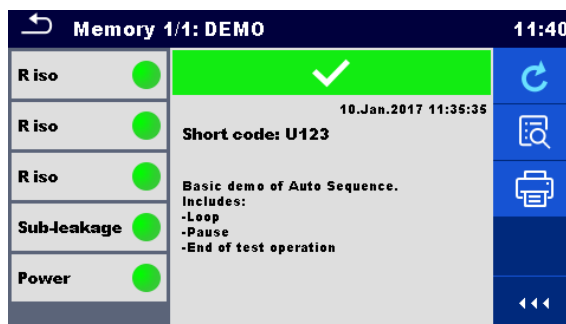 Memory 1/1: DEMO
11:40
R iso
R iso
R iso
Sub-leakage
Power
10.Jan.2017 11:35:35
Short code: U123
Basic demo of Auto Sequence.
Includes:
-Loop
-Pause
-End of test operation